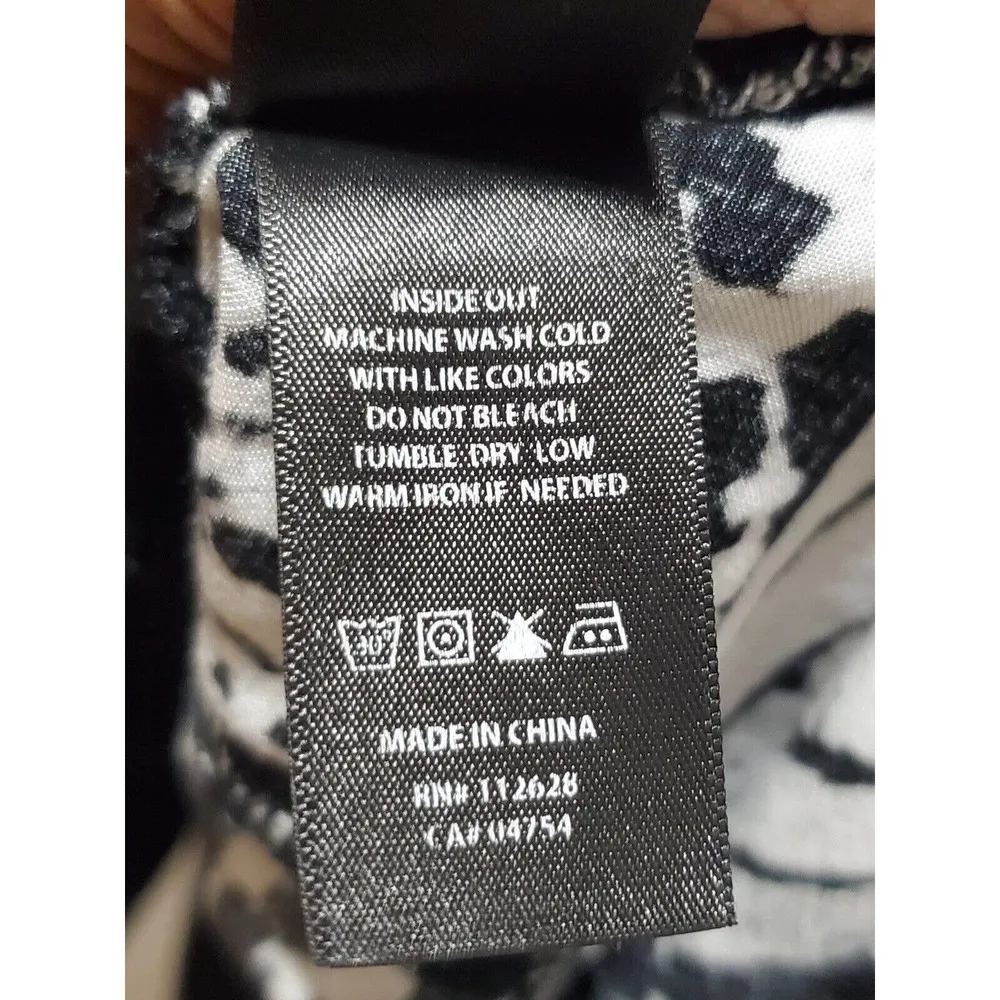 INSIDE OUT
MACHINE WASH COLD
WITH LIKE COLORS
DO NOT BLEACH
TUMBLE DRY LOW
WARM IRON IF NEEDED
30°
MADE IN CHINA
RN# 112628
CA# 04754